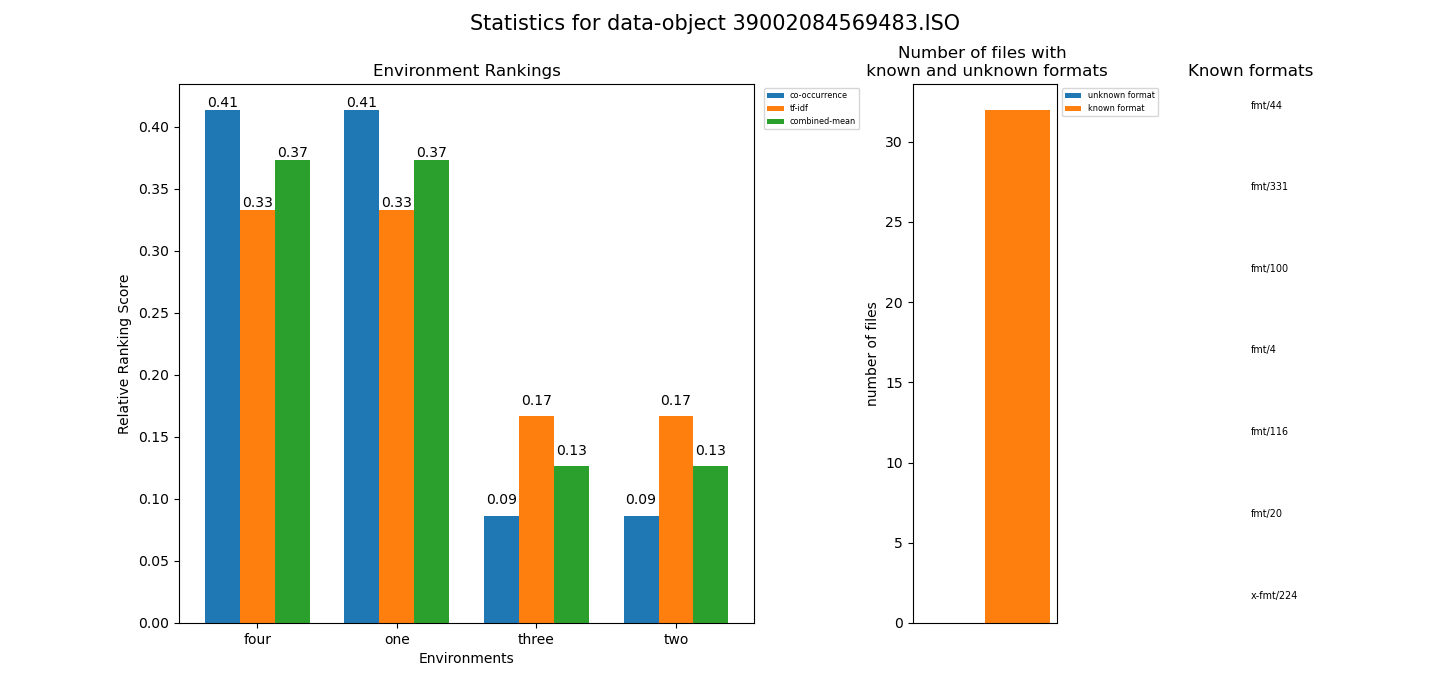 Statistics for data-object 39002084569483.ISO
Environment Rankings
Relative Ranking Score
0.40
0.35
0.30
0.25
0.20
0.15
0.10
0.05
0.00
0.41
0.33
0.37
0.41
0.33
0.37
0.09
0.17
0.13
0.09
0.17
0.13
four one three two
Environments
co-occurrence
tf-idf
combined-mean
Number of files with
known and unknown formats
number of files
30
25
20
15
10
5
0
unknown format
known format
Known formats
fmt/44
fmt/331
fmt/100
fmt/4
fmt/116
fmt/20
x-fmt/224